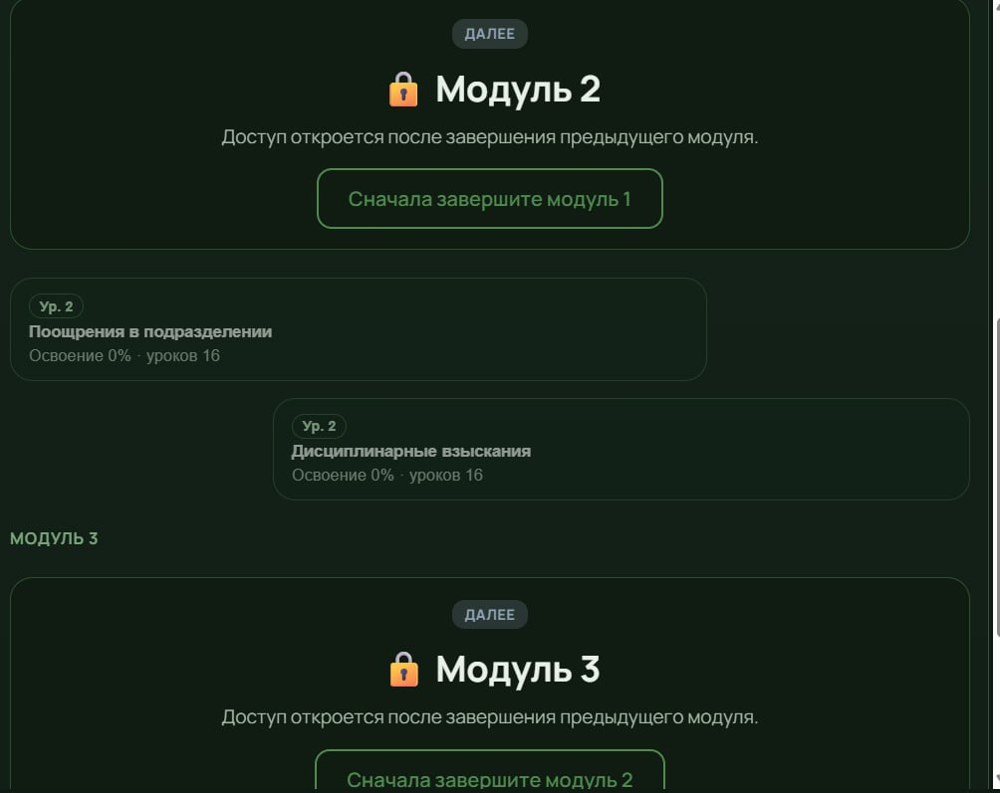 ДАЛЕЕ
Модуль 2
Доступ откроется после завершения предыдущего модуля.
Сначала завершите модуль 1
Ур. 2
Поощрения в подразделении
Освоение 0% · уроков 16
Ур. 2
Дисциплинарные взыскания
Освоение 0% · уроков 16
МОДУЛЬ 3
ДАЛЕЕ
Модуль 3
Доступ откроется после завершения предыдущего модуля.
Сначала завершите модуль 2